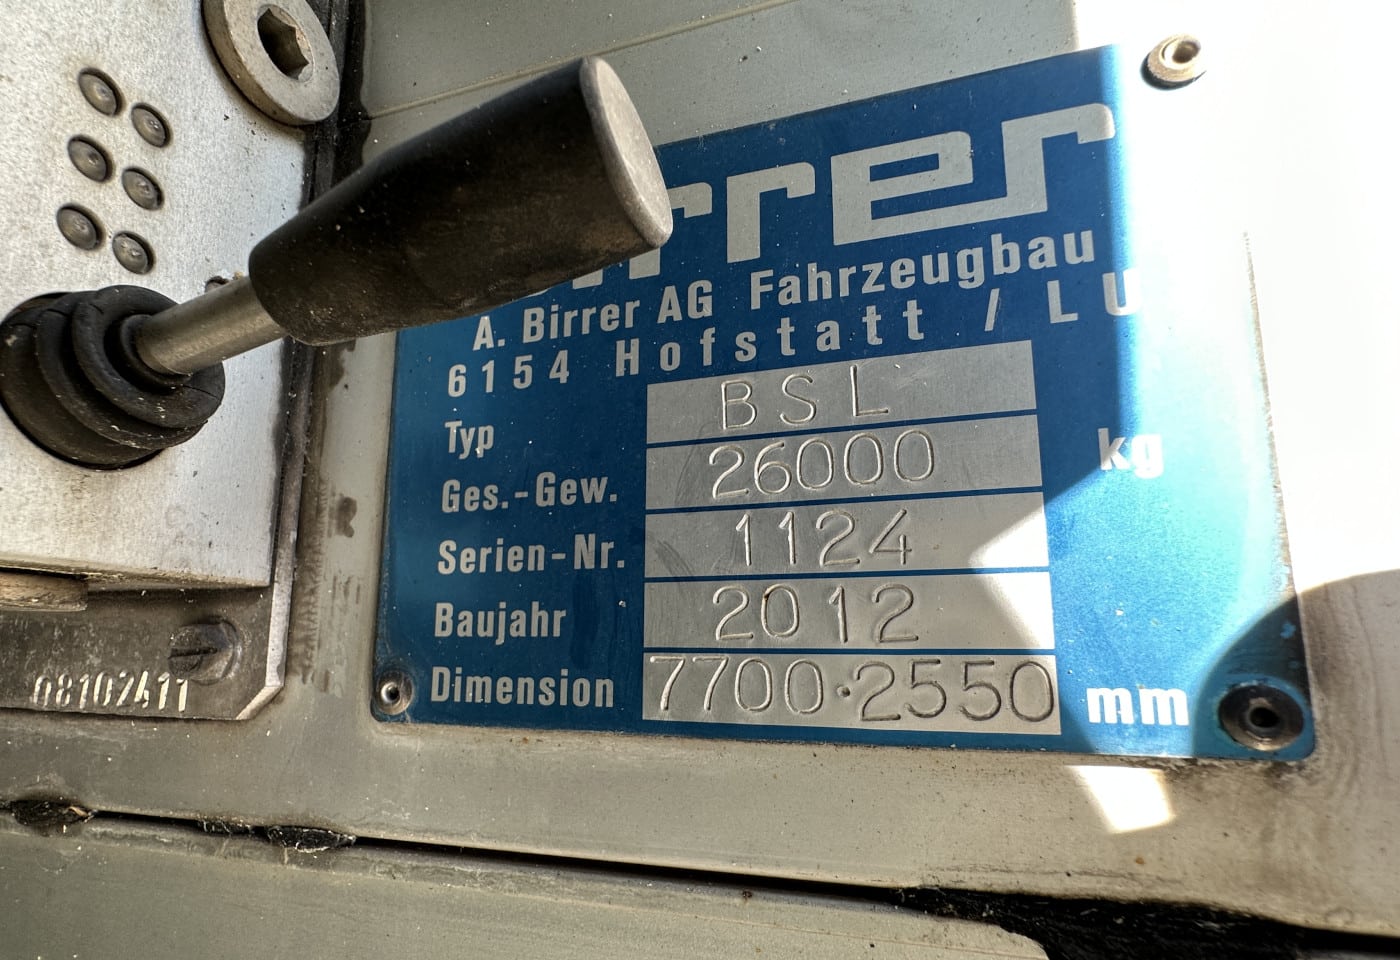 A. Birrer AG Fahrzeugbau
6154 Hofstatt / LU
Typ BSL
Ges.-Gew. 26000 kg
Serien-Nr. 1124
Baujahr 2012
Dimension 7700·2550 mm
08102411